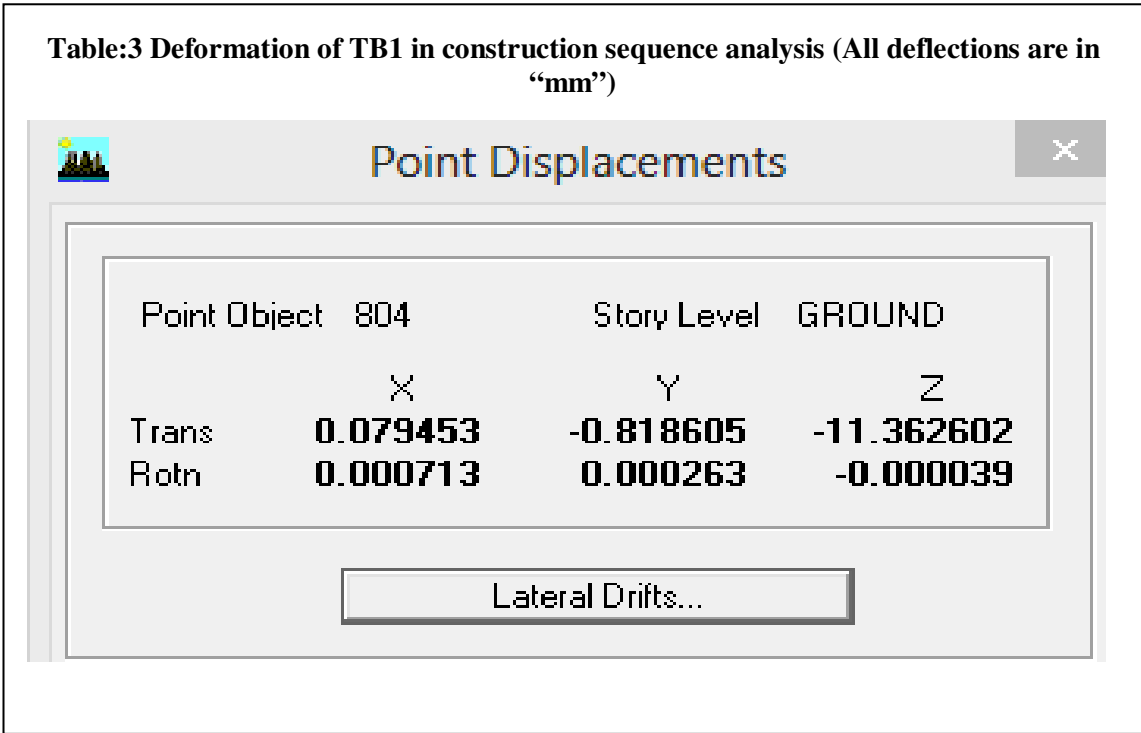 Table:3 Deformation of TB1 in construction sequence analysis (All deflections are in
“mm”)
Point Displacements
Point Object 804 Story Level GROUND
X Y Z
Trans 0.079453 -0.818605 -11.362602
Rotn 0.000713 0.000263 -0.000039
Lateral Drifts...